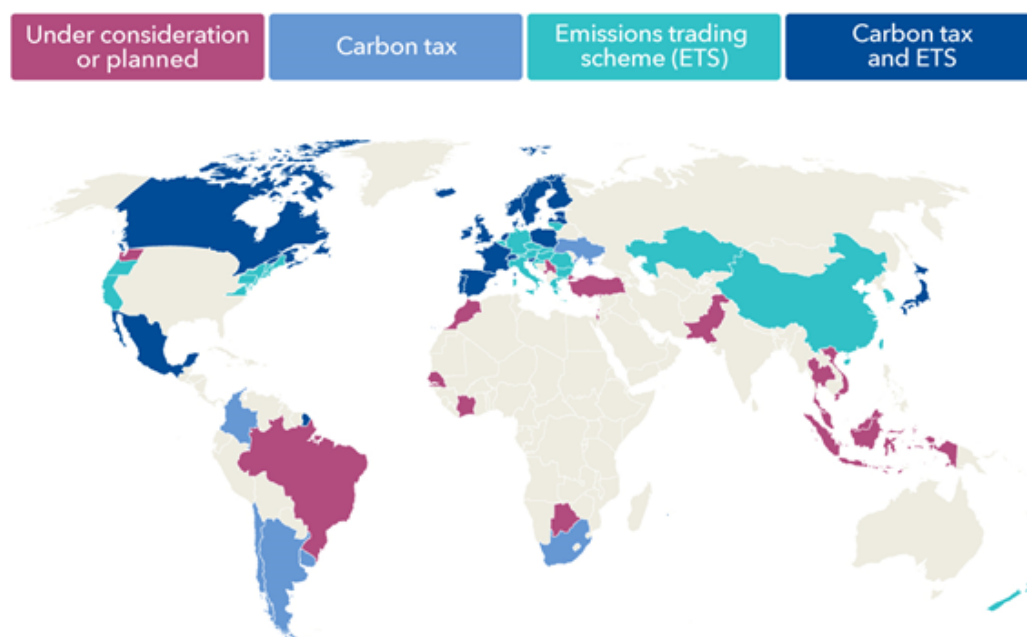 Under consideration
or planned
Carbon tax
Emissions trading
scheme (ETS)
Carbon tax
and ETS